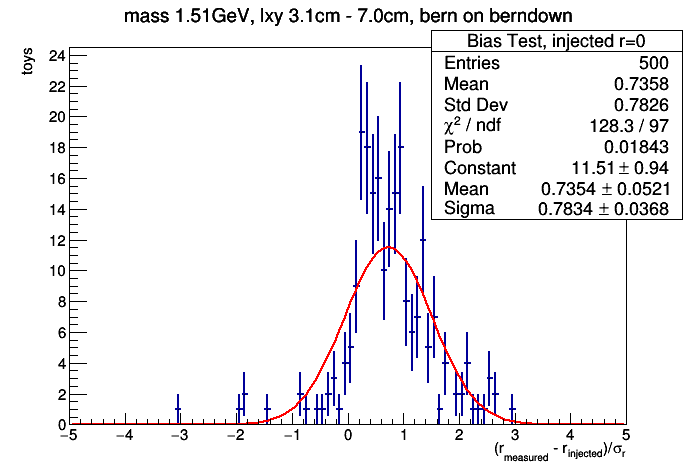 mass 1.51GeV, lxy 3.1cm - 7.0cm, bern on berndown
Bias Test, injected r=0
Entries 500
Mean 0.7358
Std Dev 0.7826
χ² / ndf 128.3 / 97
Prob 0.01843
Constant 11.51 ± 0.94
Mean 0.7354 ± 0.0521
Sigma 0.7834 ± 0.0368
toys
24
22
20
18
16
14
12
10
8
6
4
2
0
−5 −4 −3 −2 −1 0 1 2 3 4 5
(r_measured - r_injected)/σ_r